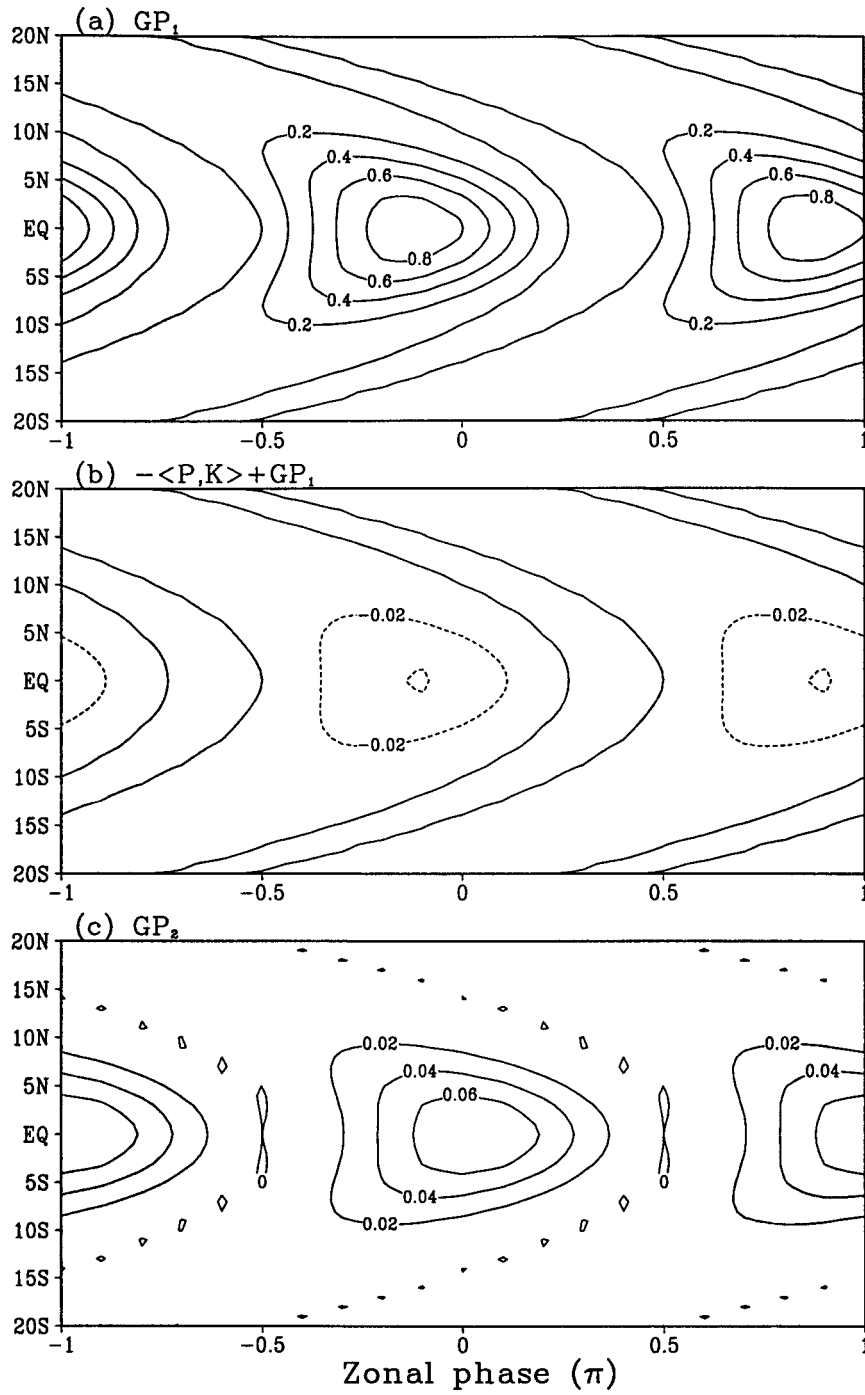 (a) GP₁
20N
15N
10N
5N
EQ
5S
10S
15S
20S
0.2
0.4
0.6
0.8
0.6
0.4
0.2
0.2
0.4
0.6
0.8
0.2
-1
-0.5
0
0.5
1
(b) -<P,K>+GP₁
20N
15N
10N
5N
EQ
5S
10S
15S
20S
-0.02
-0.02
-0.02
-0.02
-1
-0.5
0
0.5
1
(c) GP₂
20N
15N
10N
5N
EQ
5S
10S
15S
20S
0.02
0.04
0.06
0.04
0.02
0
0.02
0.04
0
-1
-0.5
0
0.5
1
Zonal phase (π)